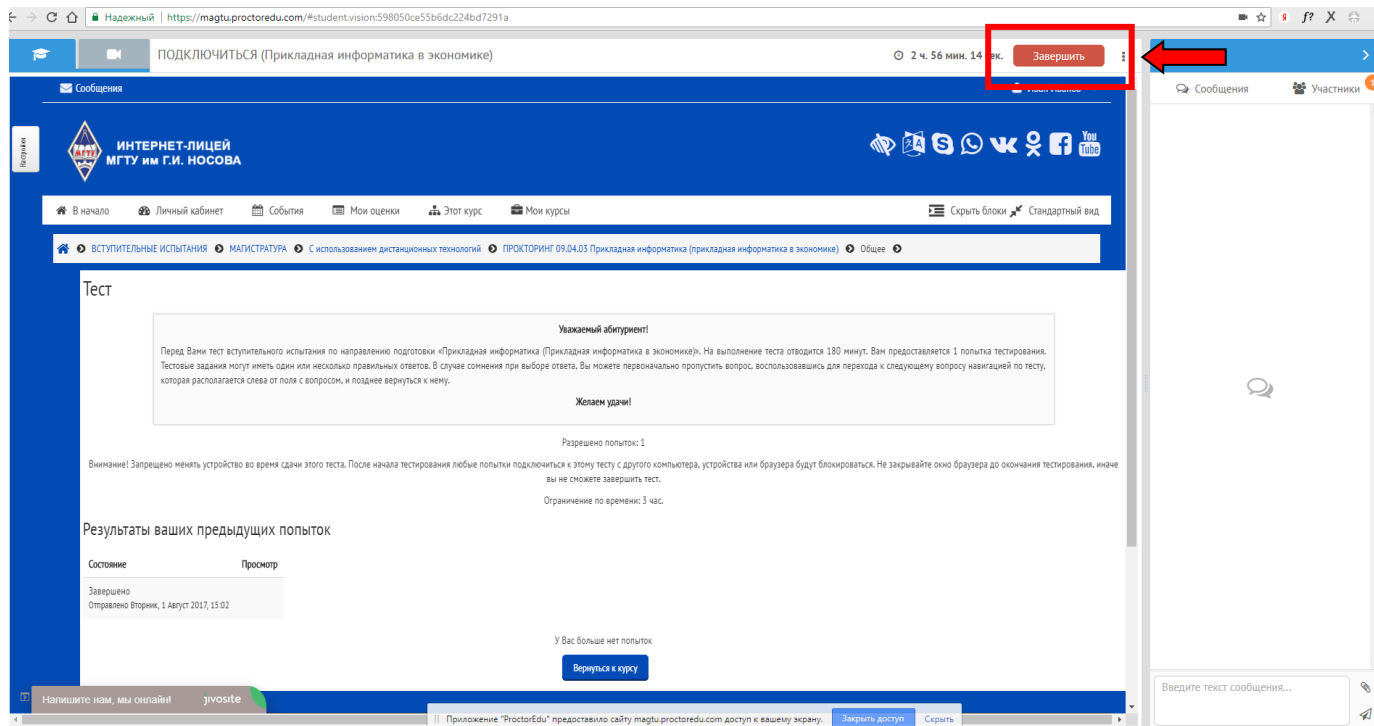 Надежный | https://magtu.proctoredu.com/#student.vision:598050ce55b6dc224bd7291a
ПОДКЛЮЧИТЬСЯ (Прикладная информатика в экономике)
2 ч. 56 мин. 14 сек.
Завершить
Сообщения
Иван Иванов
Сообщения
Участники
Настройки
ИНТЕРНЕТ-ЛИЦЕЙ
МГТУ им Г.И. НОСОВА
You
Tube
В начало Личный кабинет События Мои оценки Этот курс Мои курсы
Скрыть блоки Стандартный вид
ВСТУПИТЕЛЬНЫЕ ИСПЫТАНИЯ МАГИСТРАТУРА С использованием дистанционных технологий ПРОКТОРИНГ 09.04.03 Прикладная информатика (прикладная информатика в экономике) Общее
Тест
Уважаемый абитуриент!
Перед Вами тест вступительного испытания по направлению подготовки «Прикладная информатика (Прикладная информатика в экономике)». На выполнение теста отводится 180 минут. Вам предоставляется 1 попытка тестирования.
Тестовые задания могут иметь один или несколько правильных ответов. В случае сомнения при выборе ответа, Вы можете первоначально пропустить вопрос, воспользовавшись для перехода к следующему вопросу навигацией по тесту,
которая располагается слева от поля с вопросом, и позднее вернуться к нему.
Желаем удачи!
Разрешено попыток: 1
Внимание! Запрещено менять устройство во время сдачи этого теста. После начала тестирования любые попытки подключиться к этому тесту с другого компьютера, устройства или браузера будут блокироваться. Не закрывайте окно браузера до окончания тестирования, иначе
вы не сможете завершить тест.
Ограничение по времени: 3 час.
Результаты ваших предыдущих попыток
Состояние Просмотр
Завершено
Отправлено Вторник, 1 Август 2017, 15:02
У Вас больше нет попыток
Вернуться к курсу
Напишите нам, мы онлайн! jivosite
Приложение "ProctorEdu" предоставило сайту magtu.proctoredu.com доступ к вашему экрану.
Закрыть доступ
Скрыть
Введите текст сообщения...